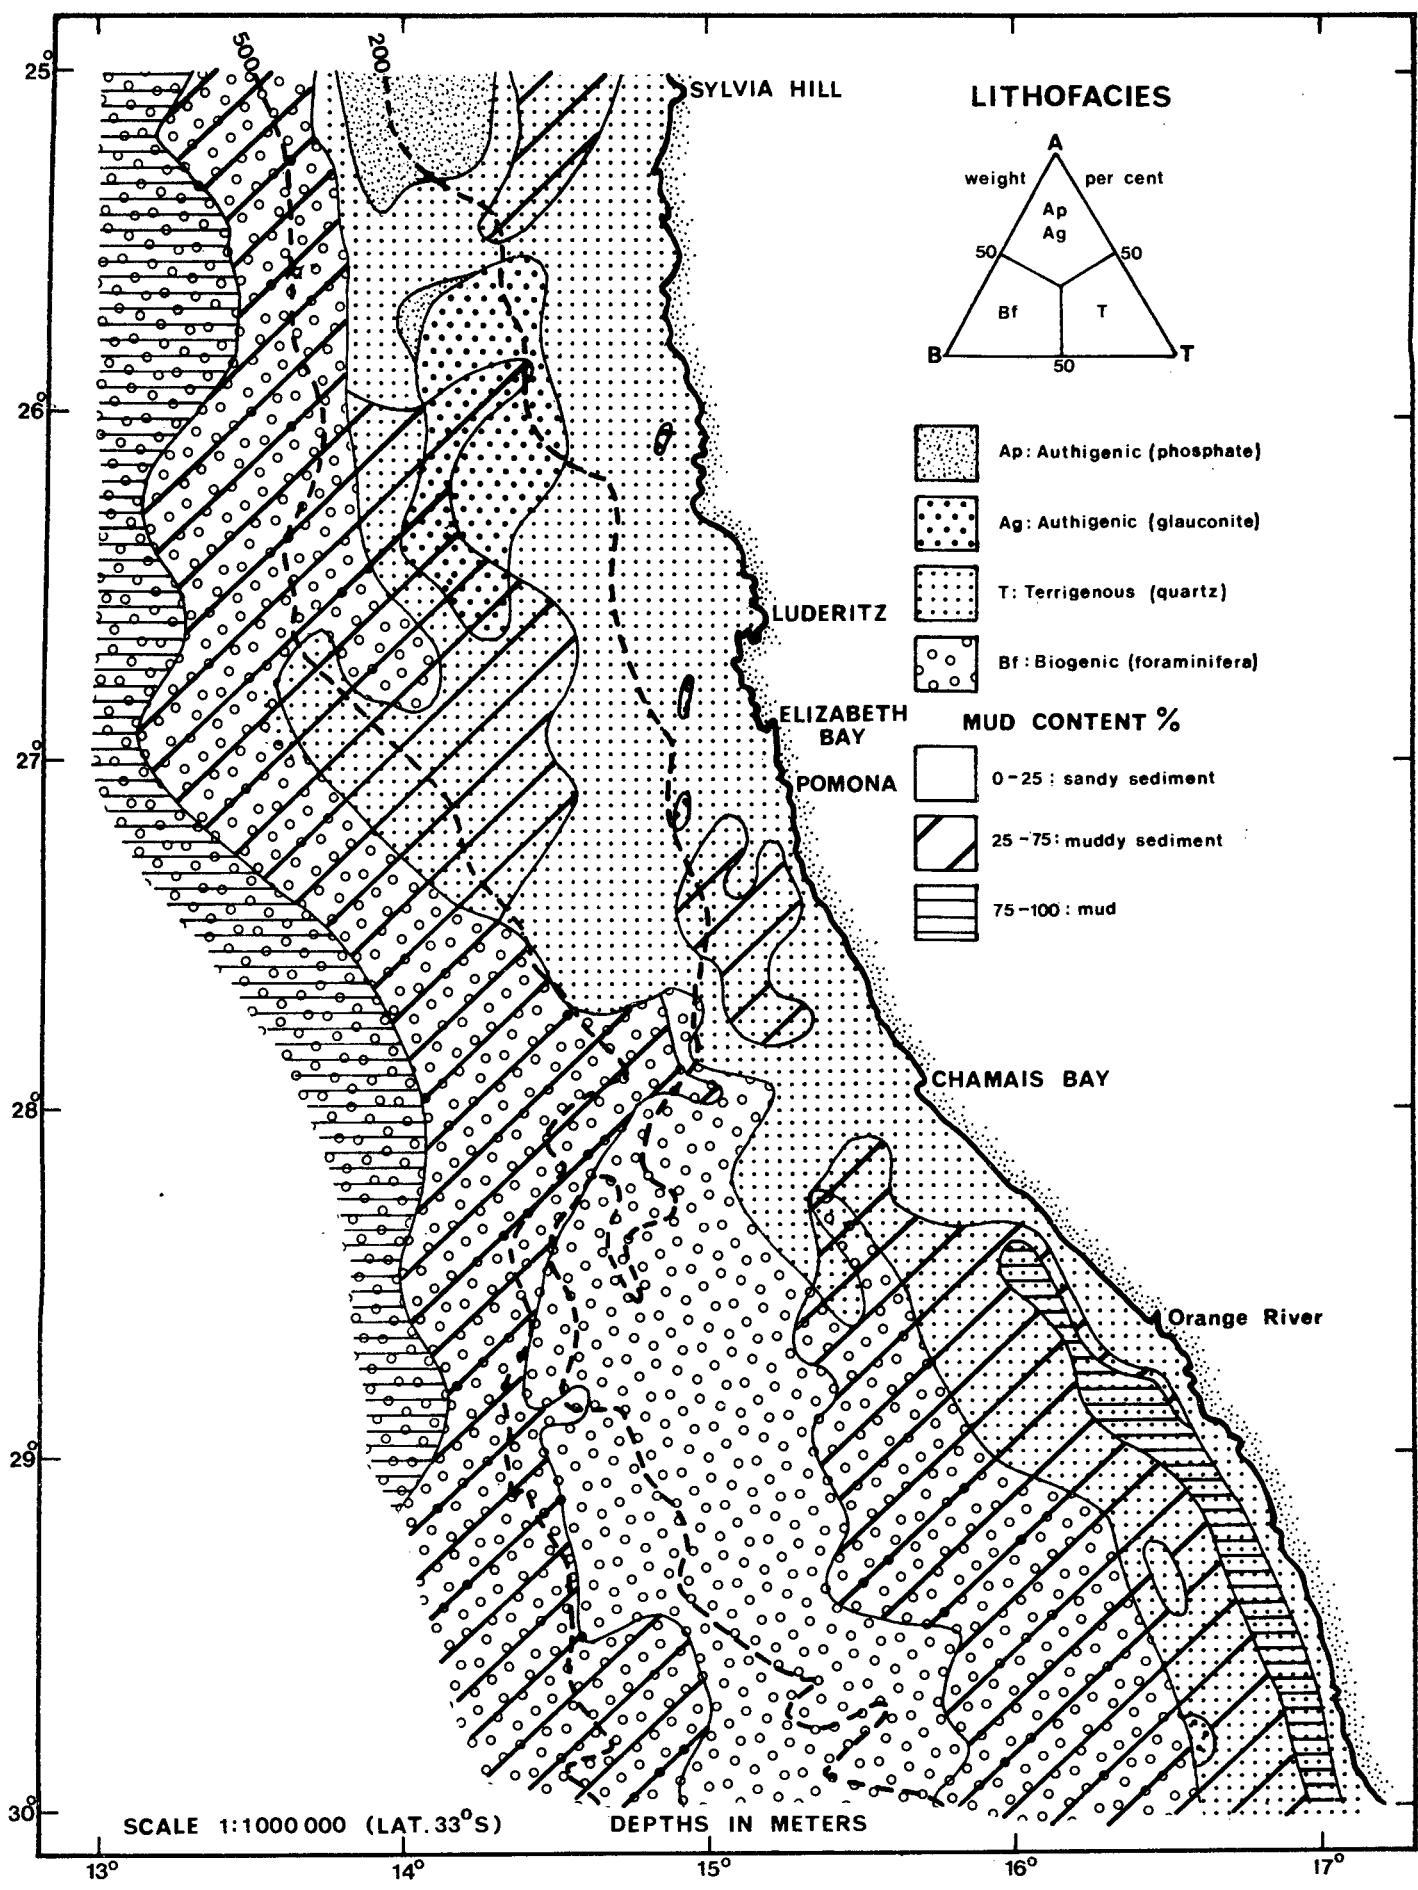 500
200
25°
SYLVIA HILL
LITHOFACIES
A
weight per cent
Ap
Ag
50 50
Bf T
B T
50
26°
Ap: Authigenic (phosphate)
Ag: Authigenic (glauconite)
T: Terrigenous (quartz)
LUDERITZ
Bf: Biogenic (foraminifera)
ELIZABETH
BAY
MUD CONTENT %
27°
POMONA
0-25: sandy sediment
25-75: muddy sediment
75-100: mud
28°
CHAMAIS BAY
Orange River
29°
30°
SCALE 1:1000 000 (LAT. 33°S) DEPTHS IN METERS
13° 14° 15° 16° 17°